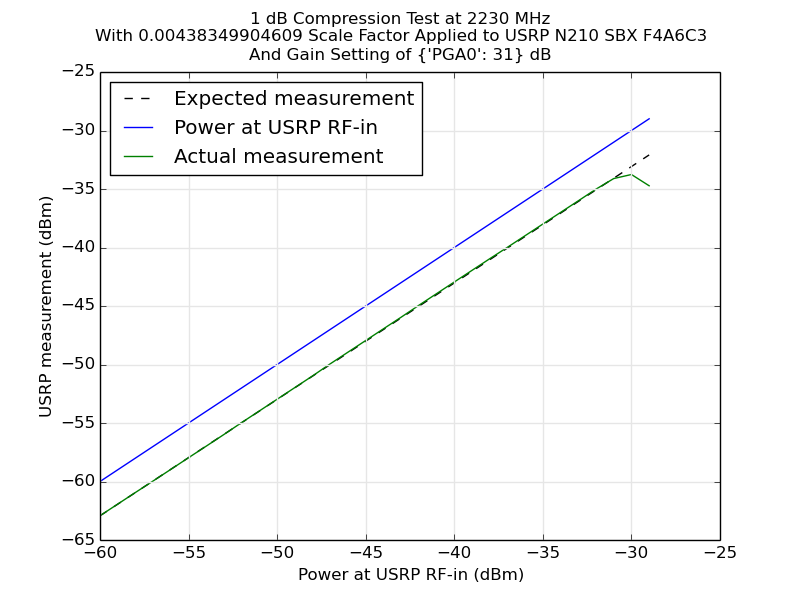 1 dB Compression Test at 2230 MHz
With 0.00438349904609 Scale Factor Applied to USRP N210 SBX F4A6C3
And Gain Setting of {'PGA0': 31} dB
Expected measurement
Power at USRP RF-in
Actual measurement
USRP measurement (dBm)
−25
−30
−35
−40
−45
−50
−55
−60
−65
−60 −55 −50 −45 −40 −35 −30 −25
Power at USRP RF-in (dBm)